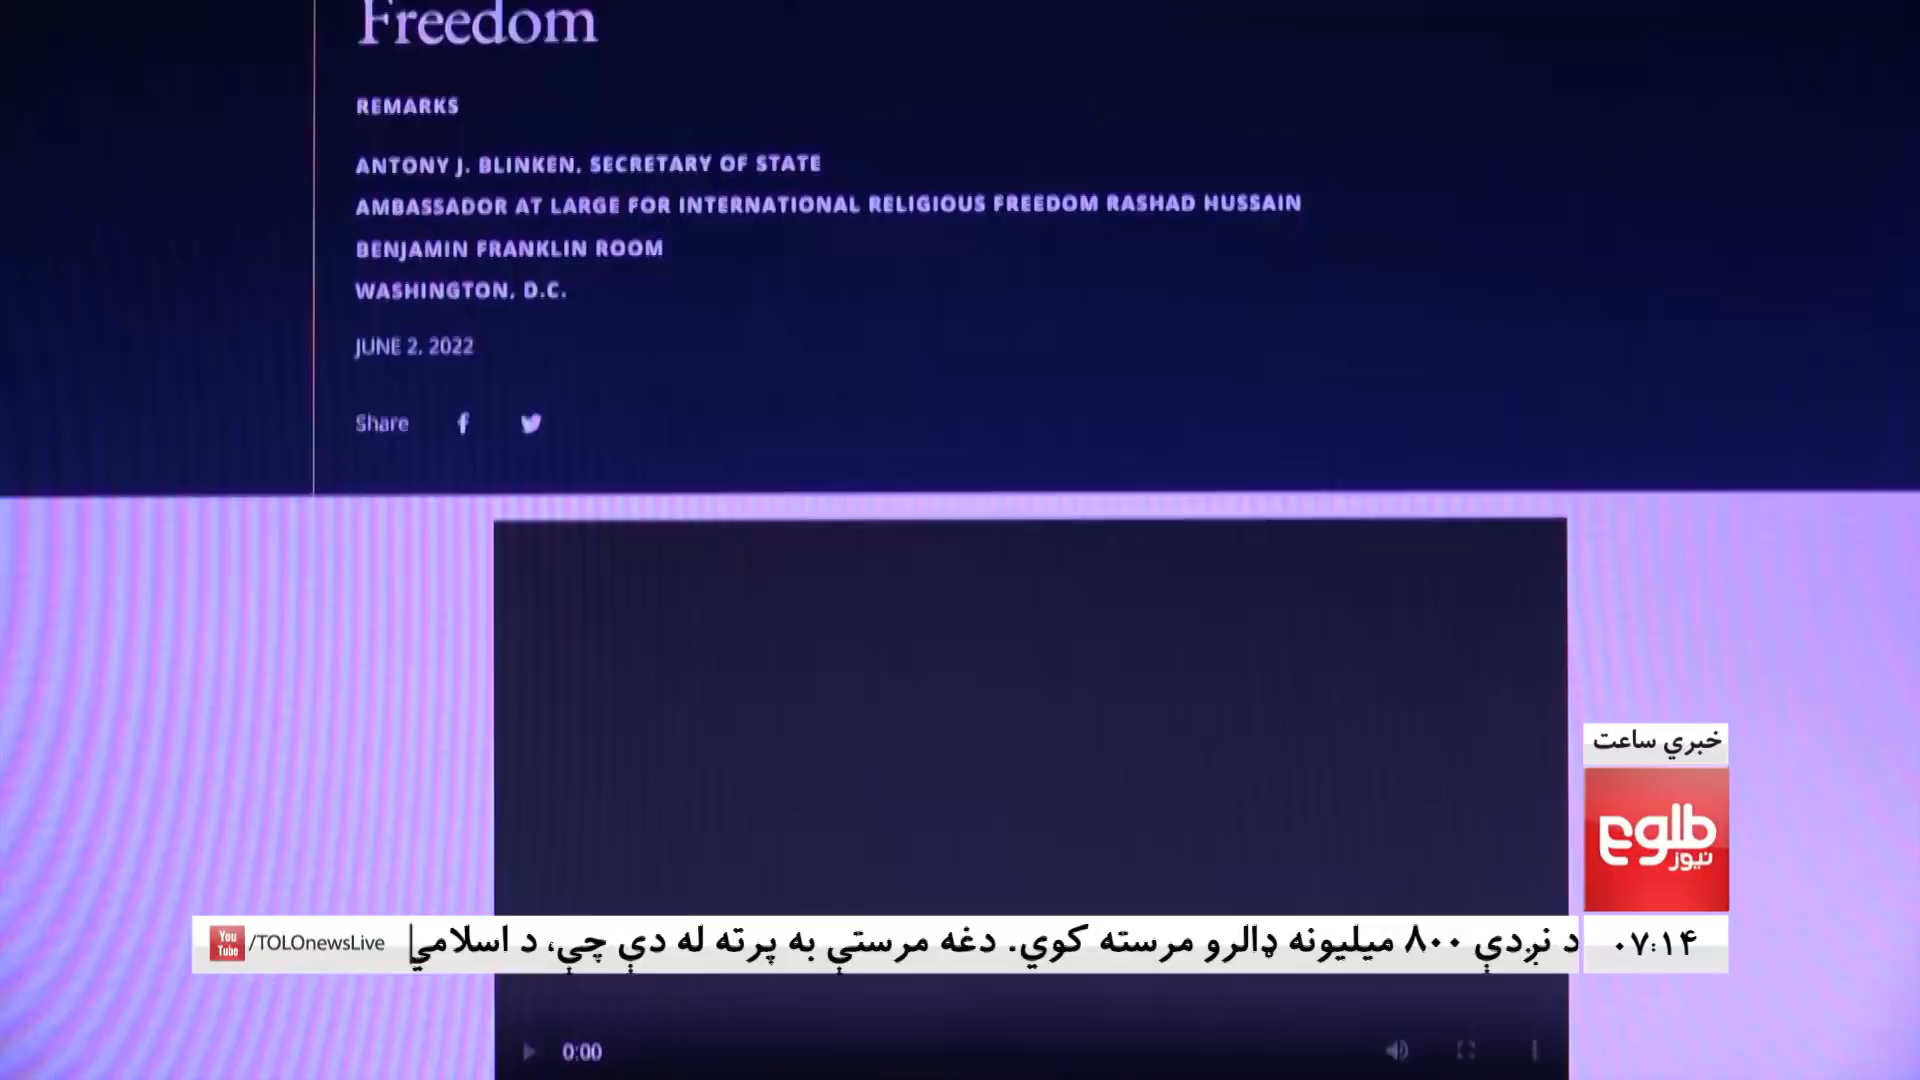 Freedom
REMARKS
ANTONY J. BLINKEN, SECRETARY OF STATE
AMBASSADOR AT LARGE FOR INTERNATIONAL RELIGIOUS FREEDOM RASHAD HUSSAIN
BENJAMIN FRANKLIN ROOM
WASHINGTON, D.C.
JUNE 2, 2022
Share
خبري ساعت
طلوع
نیوز
You
Tube /TOLOnewsLive
د نږدې ۸۰۰ میلیونه ډالرو مرسته کوي. دغه مرستې به پرته له دې چې، د اسلامي
۰۷:۱۴
0:00